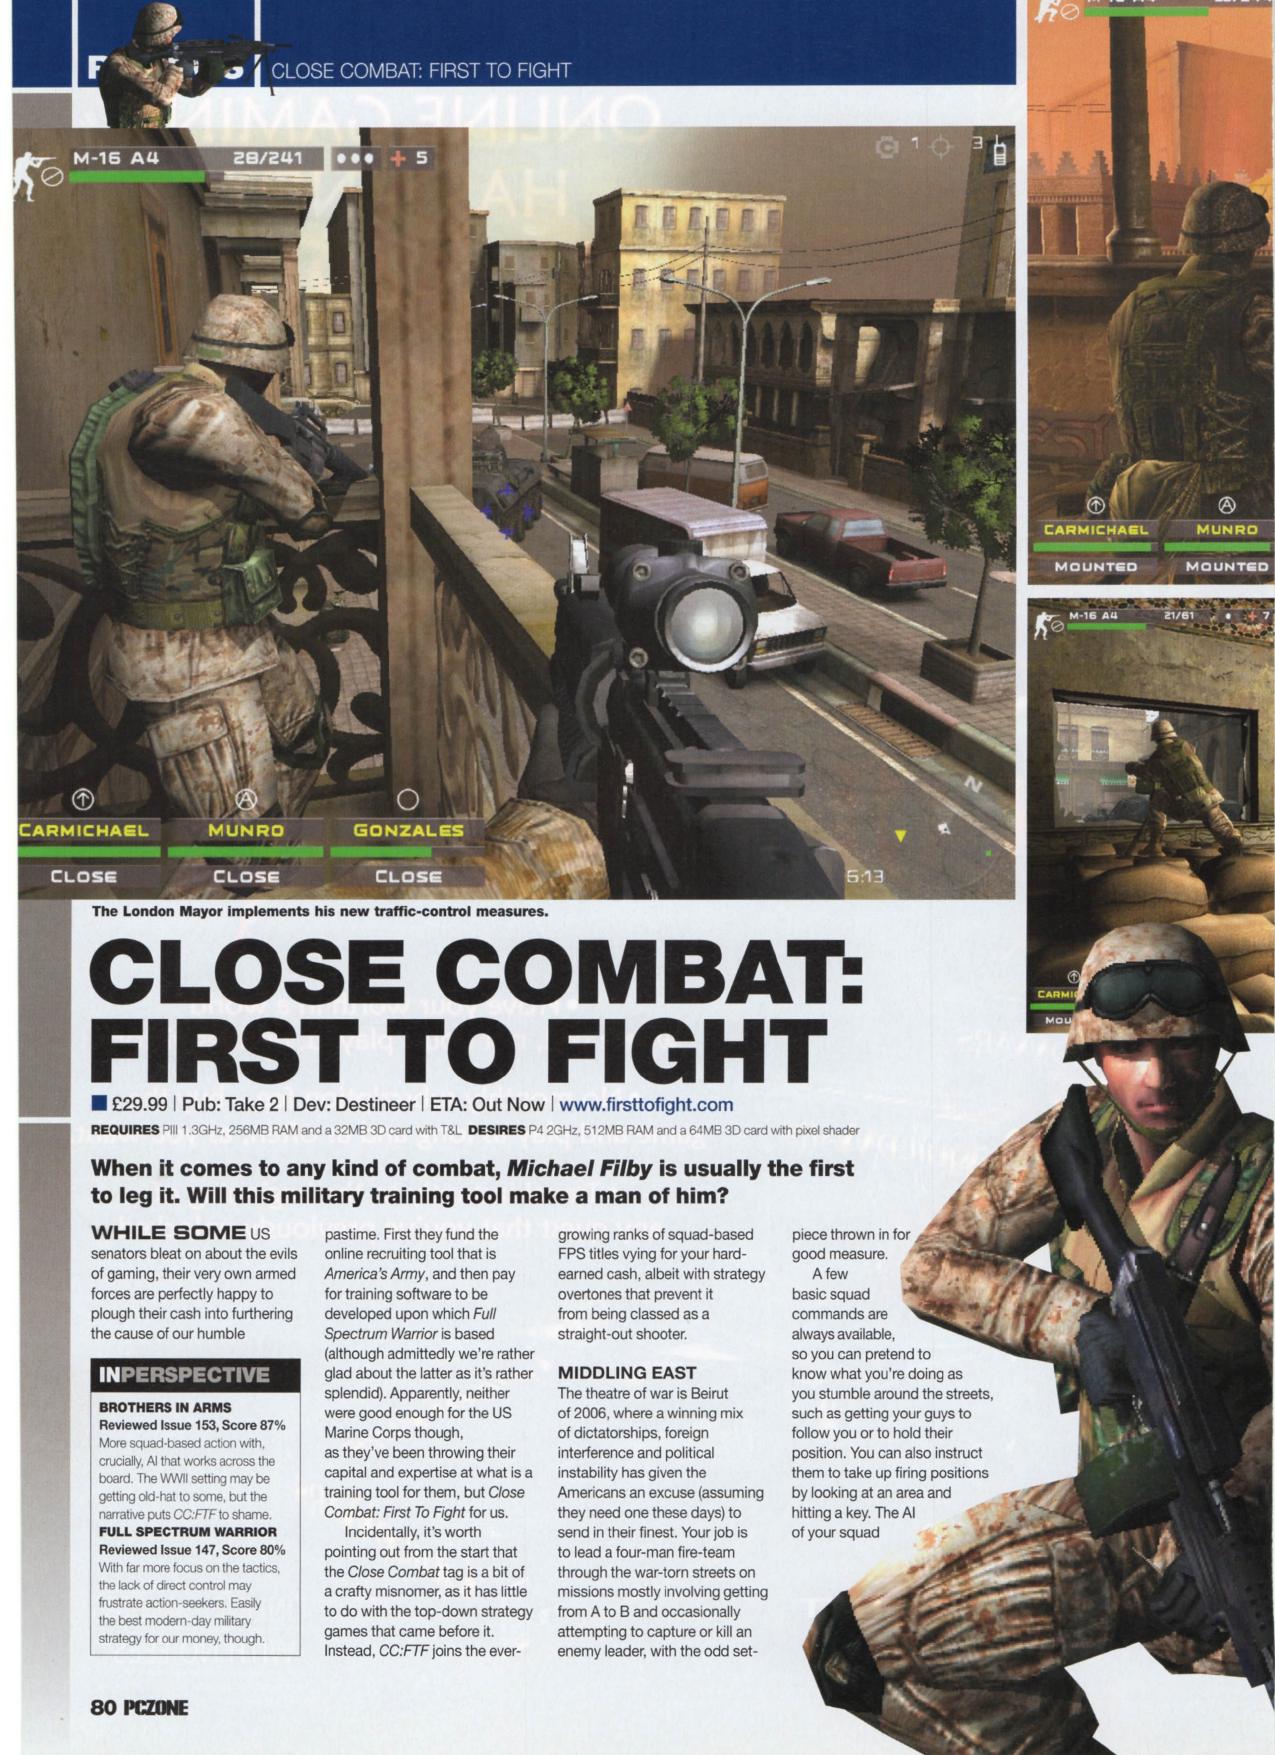 CLOSE COMBAT: FIRST TO FIGHT
M-16 A4 28/241 5
1 3
CARMICHAEL MUNRO GONZALES
CLOSE CLOSE CLOSE
N
6:13
CARMICHAEL MUNRO
MOUNTED MOUNTED
M-16 A4 21/61 7
The London Mayor implements his new traffic-control measures.
CLOSE COMBAT:
FIRST TO FIGHT
£29.99 | Pub: Take 2 | Dev: Destineer | ETA: Out Now | www.firsttofight.com
REQUIRES PIII 1.3GHz, 256MB RAM and a 32MB 3D card with T&L DESIRES P4 2GHz, 512MB RAM and a 64MB 3D card with pixel shader
When it comes to any kind of combat, Michael Filby is usually the first
to leg it. Will this military training tool make a man of him?
WHILE SOME US
senators bleat on about the evils
of gaming, their very own armed
forces are perfectly happy to
plough their cash into furthering
the cause of our humble
pastime. First they fund the
online recruiting tool that is
America's Army, and then pay
for training software to be
developed upon which Full
Spectrum Warrior is based
(although admittedly we're rather
glad about the latter as it's rather
splendid). Apparently, neither
were good enough for the US
Marine Corps though,
as they've been throwing their
capital and expertise at what is a
training tool for them, but Close
Combat: First To Fight for us.
Incidentally, it's worth
pointing out from the start that
the Close Combat tag is a bit of
a crafty misnomer, as it has little
to do with the top-down strategy
games that came before it.
Instead, CC:FTF joins the ever-
growing ranks of squad-based
FPS titles vying for your hard-
earned cash, albeit with strategy
overtones that prevent it
from being classed as a
straight-out shooter.
MIDDLING EAST
The theatre of war is Beirut
of 2006, where a winning mix
of dictatorships, foreign
interference and political
instability has given the
Americans an excuse (assuming
they need one these days) to
send in their finest. Your job is
to lead a four-man fire-team
through the war-torn streets on
missions mostly involving getting
from A to B and occasionally
attempting to capture or kill an
enemy leader, with the odd set-
piece thrown in for
good measure.
A few
basic squad
commands are
always available,
so you can pretend to
know what you're doing as
you stumble around the streets,
such as getting your guys to
follow you or to hold their
position. You can also instruct
them to take up firing positions
by looking at an area and
hitting a key. The AI
of your squad
INPERSPECTIVE
BROTHERS IN ARMS
Reviewed Issue 153, Score 87%
More squad-based action with,
crucially, AI that works across the
board. The WWII setting may be
getting old-hat to some, but the
narrative puts CC:FTF to shame.
FULL SPECTRUM WARRIOR
Reviewed Issue 147, Score 80%
With far more focus on the tactics,
the lack of direct control may
frustrate action-seekers. Easily
the best modern-day military
strategy for our money, though.
80 PCZONE